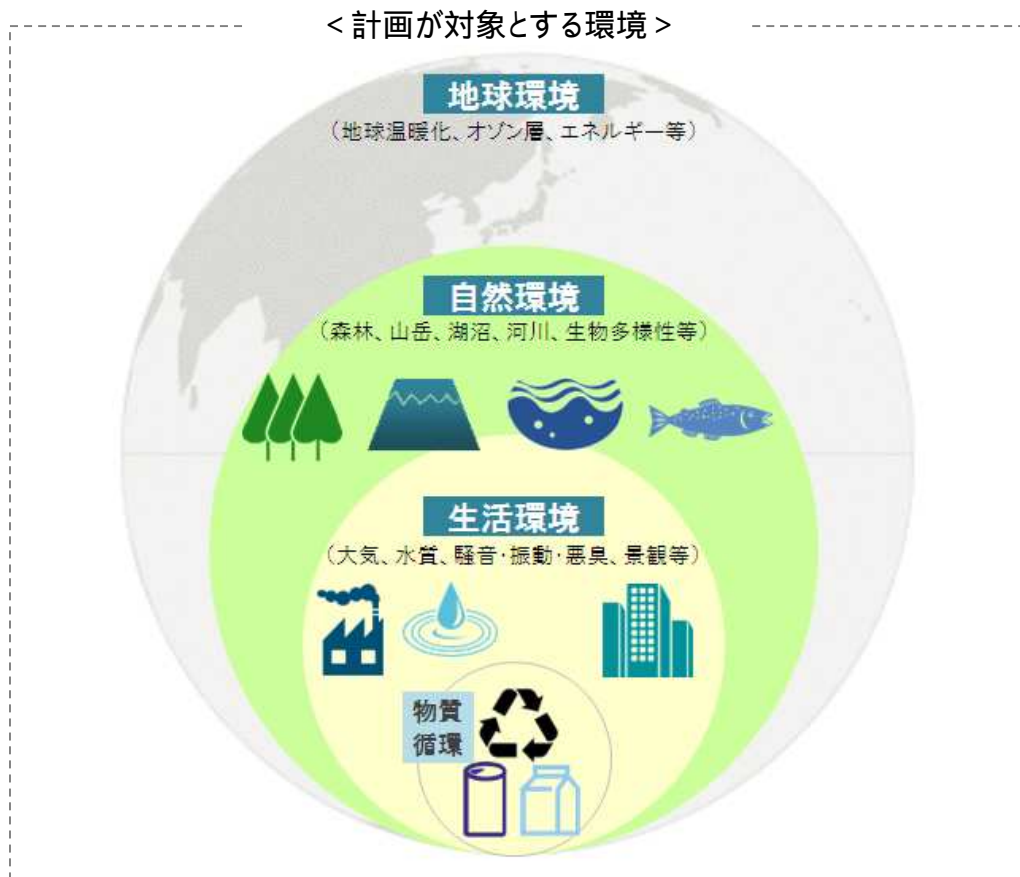 <計画が対象とする環境>
地球環境
（地球温暖化、オゾン層、エネルギー等）
自然環境
（森林、山岳、湖沼、河川、生物多様性等）
生活環境
（大気、水質、騒音・振動・悪臭、景観等）
物質
循環